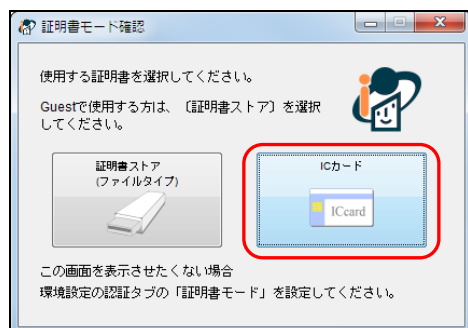 証明書モード確認
使用する証明書を選択してください。
Guestで使用する方は、〔証明書ストア〕を選択
してください。
証明書ストア
(ファイルタイプ)
ICカード
ICcard
この画面を表示させたくない場合
環境設定の認証タブの「証明書モード」を設定してください。